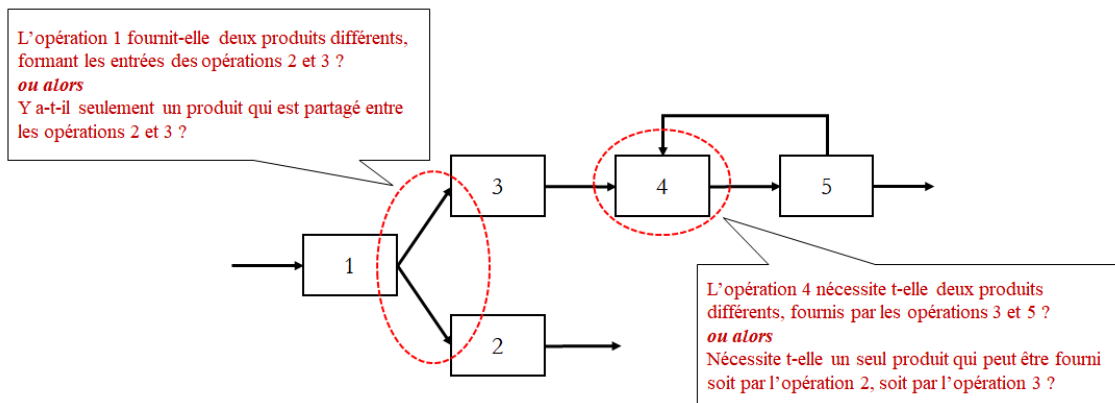 L'opération 1 fournit-elle deux produits différents,
formant les entrées des opérations 2 et 3 ?
ou alors
Y a-t-il seulement un produit qui est partagé entre
les opérations 2 et 3 ?
3
4
5
1
2
L'opération 4 nécessite t-elle deux produits
différents, fournis par les opérations 3 et 5 ?
ou alors
Nécessite t-elle un seul produit qui peut être fourni
soit par l'opération 2, soit par l'opération 3 ?